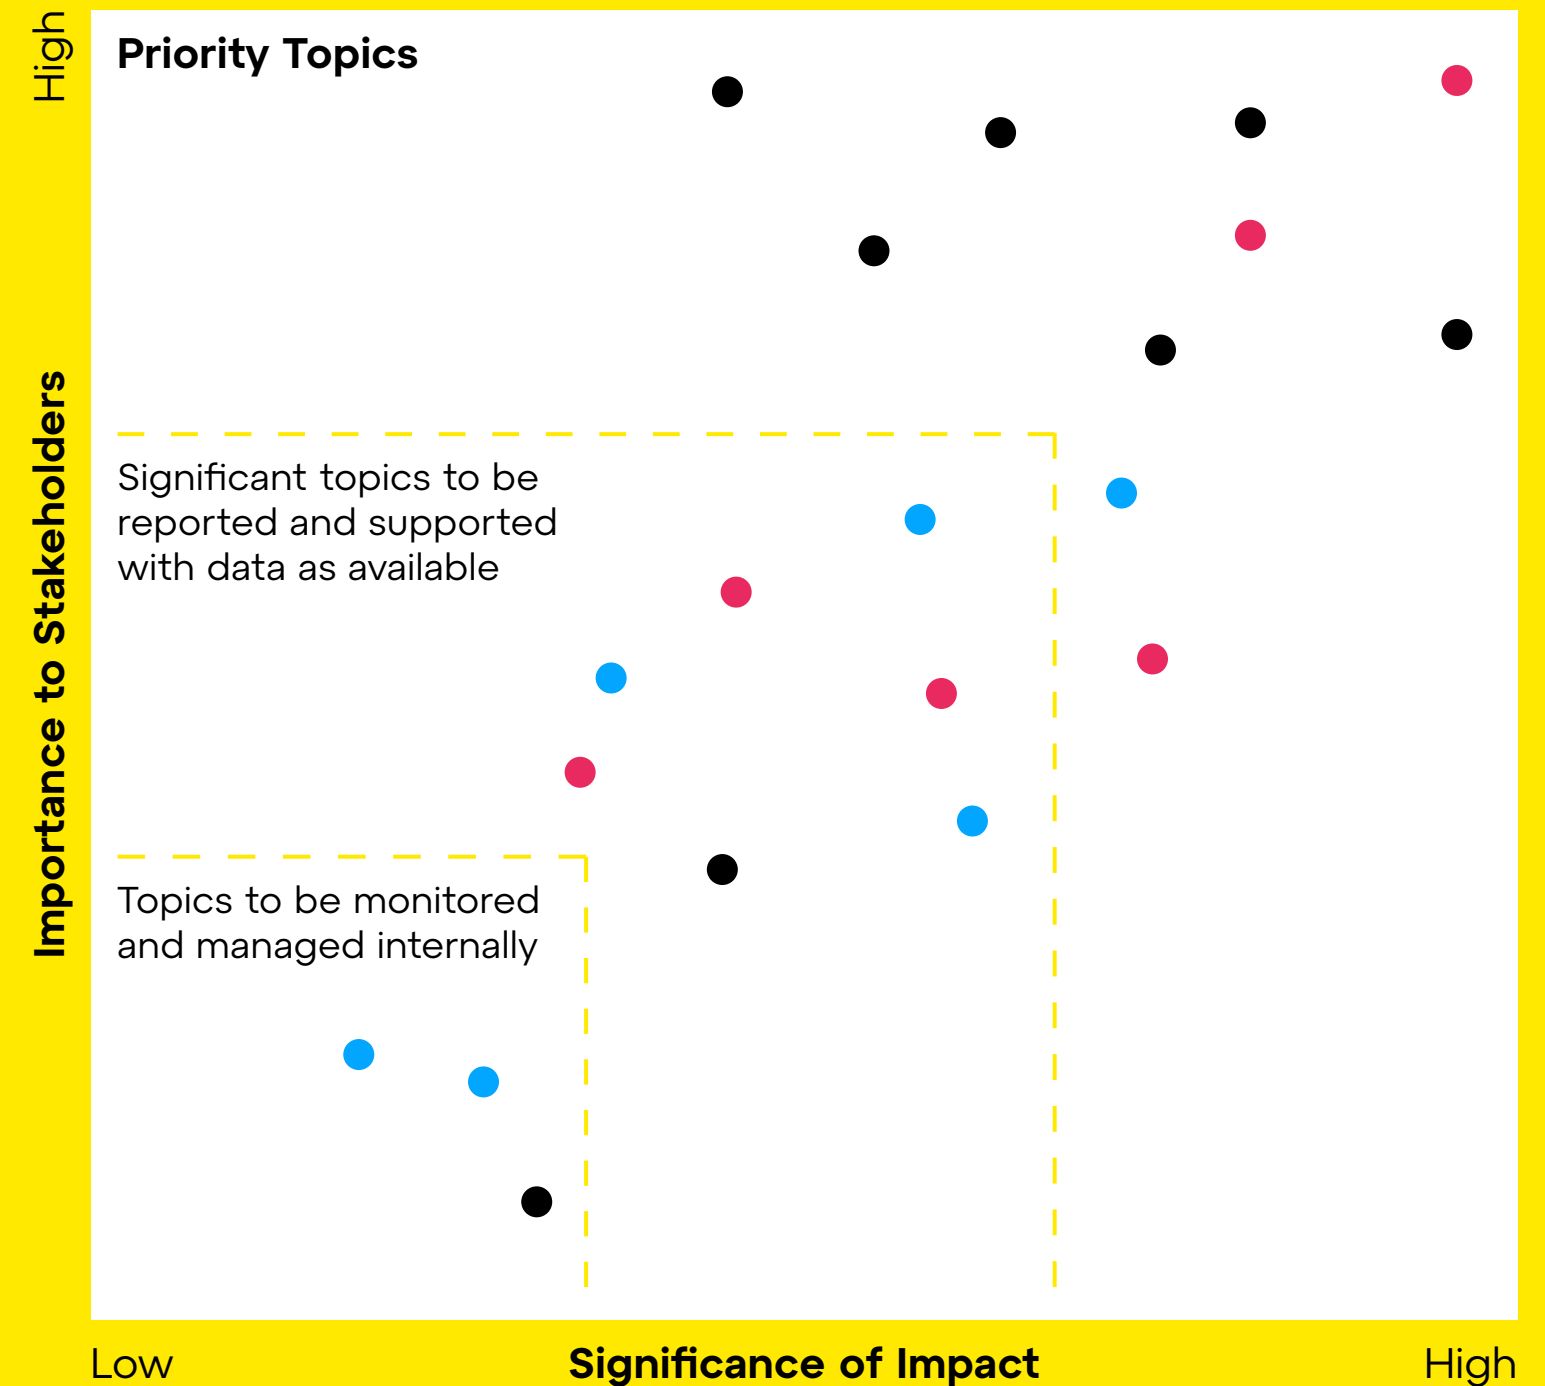 High
Priority Topics
Importance to Stakeholders
Significant topics to be
reported and supported
with data as available
Topics to be monitored
and managed internally
Low
Significance of Impact
High